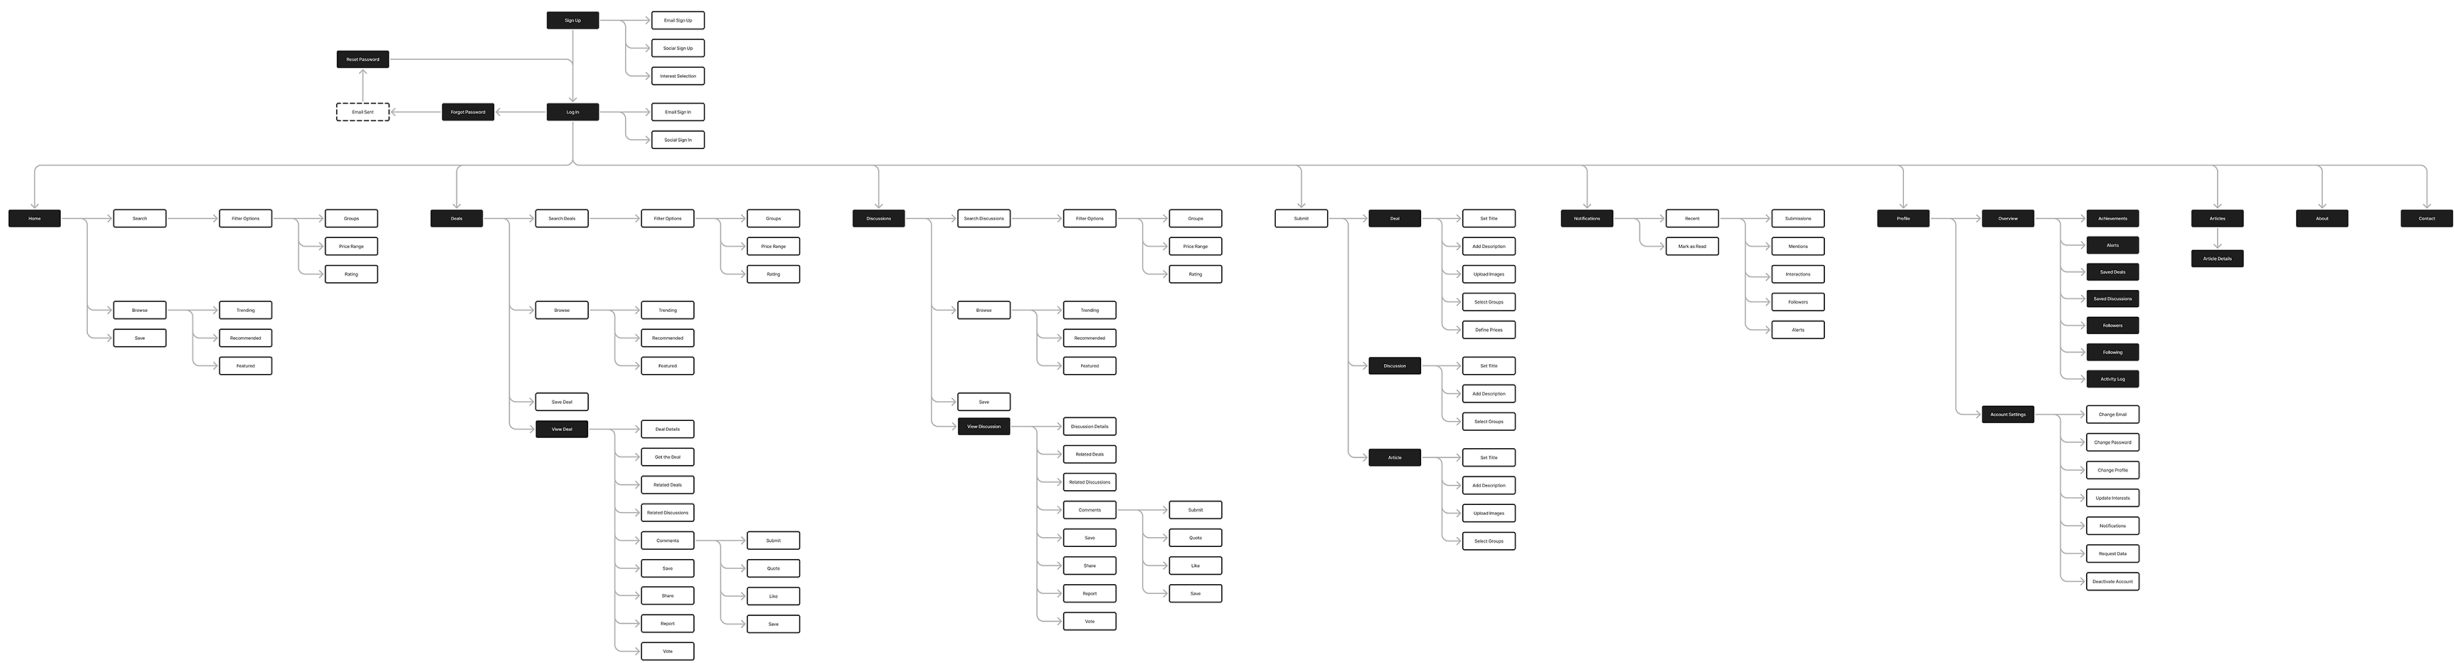 Sign Up
Email Sign Up
Social Sign Up
Interest Selection
Reset Password
Email Sent
Forgot Password
Log In
Email Sign In
Social Sign In
Home
Search
Filter Options
Groups
Price Range
Rating
Browse
Trending
Save
Recommended
Featured
Deals
Search Deals
Filter Options
Groups
Price Range
Rating
Browse
Trending
Recommended
Featured
Save Deal
View Deal
Deal Details
Get the Deal
Related Deals
Related Discussions
Comments
Submit
Quote
Like
Save
Save
Share
Report
Vote
Discussions
Search Discussions
Filter Options
Groups
Price Range
Rating
Browse
Trending
Recommended
Featured
Save
View Discussion
Discussion Details
Related Deals
Related Discussions
Comments
Submit
Quote
Like
Save
Save
Share
Report
Vote
Submit
Deal
Set Title
Add Description
Upload Images
Select Groups
Define Prices
Discussion
Set Title
Add Description
Select Groups
Article
Set Title
Add Description
Upload Images
Select Groups
Notifications
Recent
Submissions
Mark as Read
Mentions
Interactions
Followers
Alerts
Profile
Overview
Achievements
Alerts
Saved Deals
Saved Discussions
Followers
Following
Activity Log
Account Settings
Change Email
Change Password
Change Profile
Update Interests
Notifications
Request Data
Deactivate Account
Articles
Article Details
About
Contact